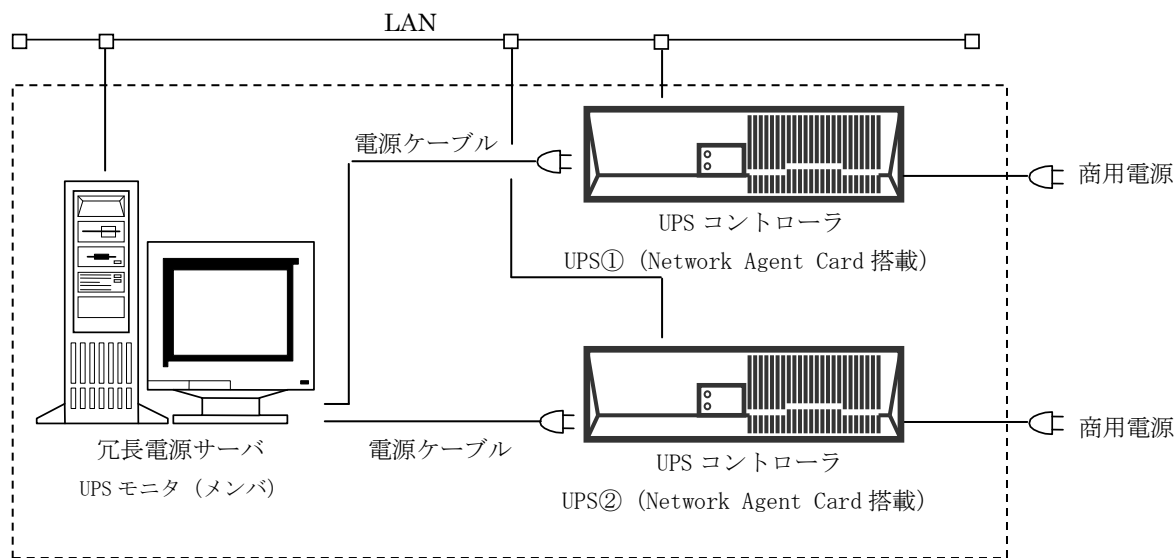 LAN
電源ケーブル
商用電源
UPS コントローラ
UPS① (Network Agent Card 搭載)
冗長電源サーバ
UPS モニタ (メンバ)
電源ケーブル
商用電源
UPS コントローラ
UPS② (Network Agent Card 搭載)